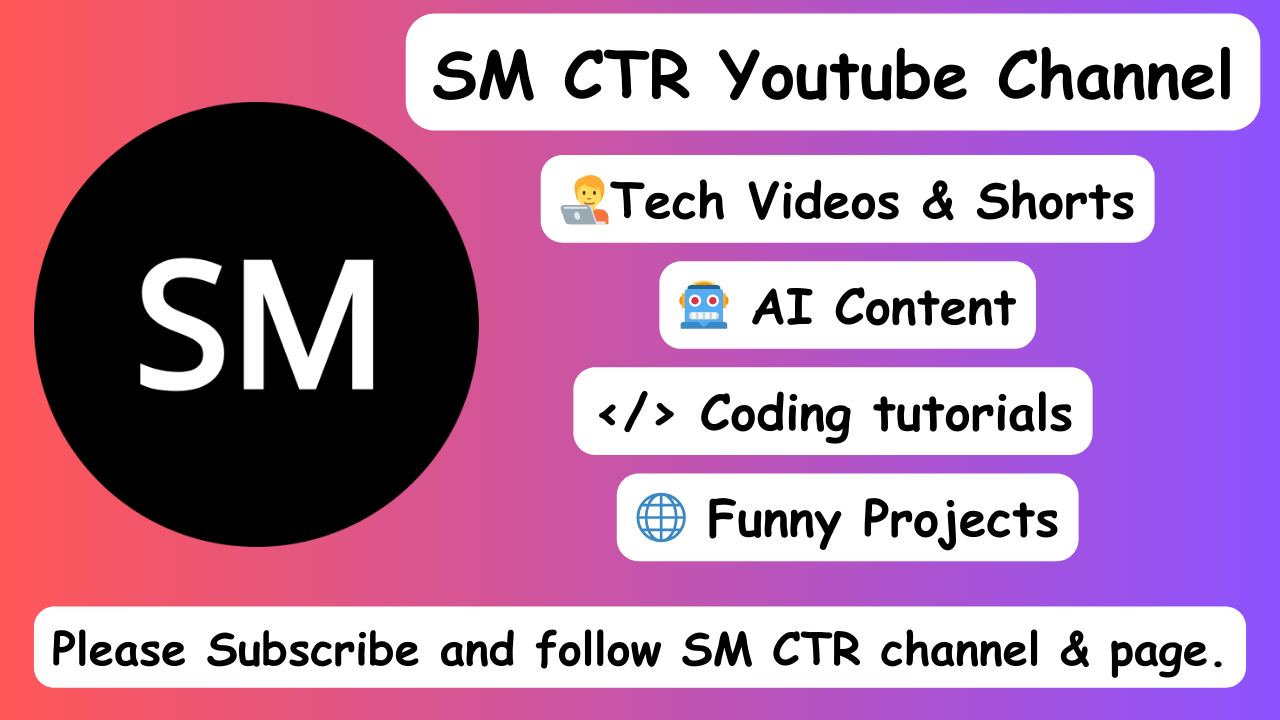 SM CTR Youtube Channel
SM
🧑‍💻Tech Videos & Shorts
🤖 AI Content
</> Coding tutorials
🌐 Funny Projects
Please Subscribe and follow SM CTR channel & page.